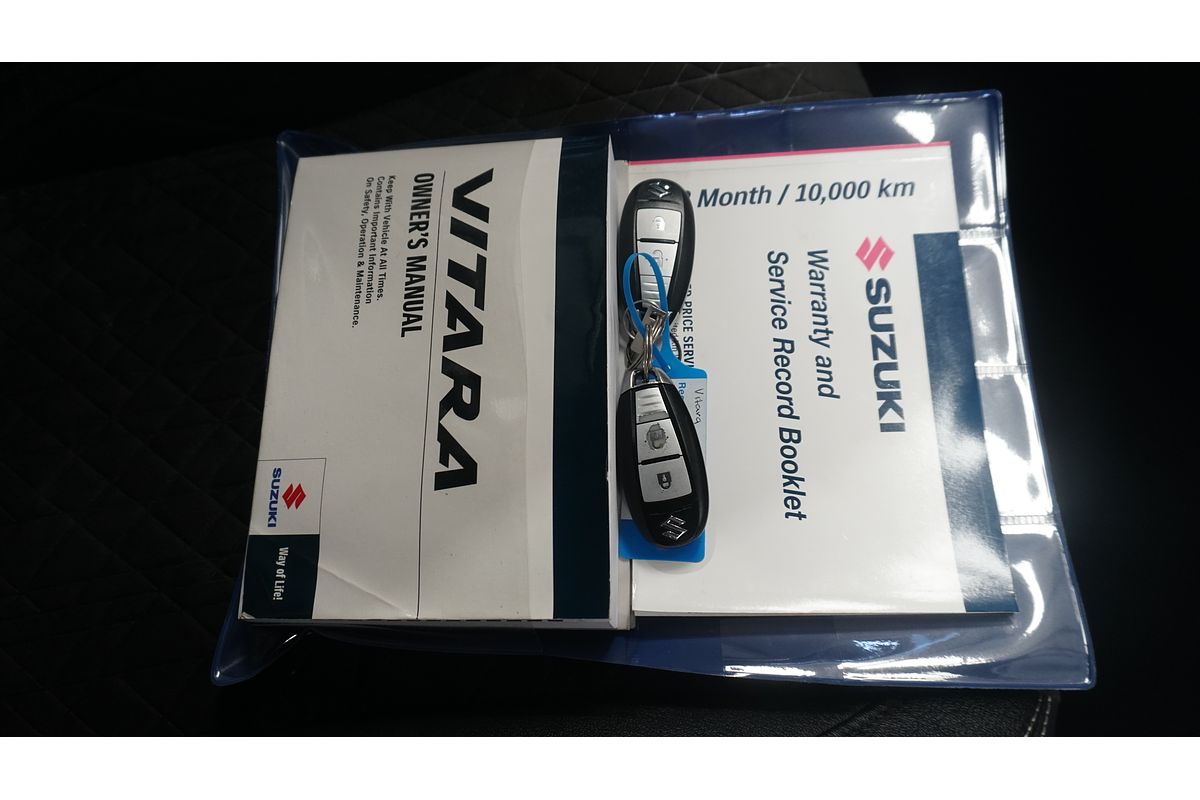 VITARA
OWNER'S MANUAL
Keep With Vehicle At All Times.
Contains Important Information
On Safety, Operation & Maintenance.
SUZUKI
Way of Life!
Month / 10,000 km
SUZUKI
Warranty and
Service Record Booklet
PRICE
Vitara